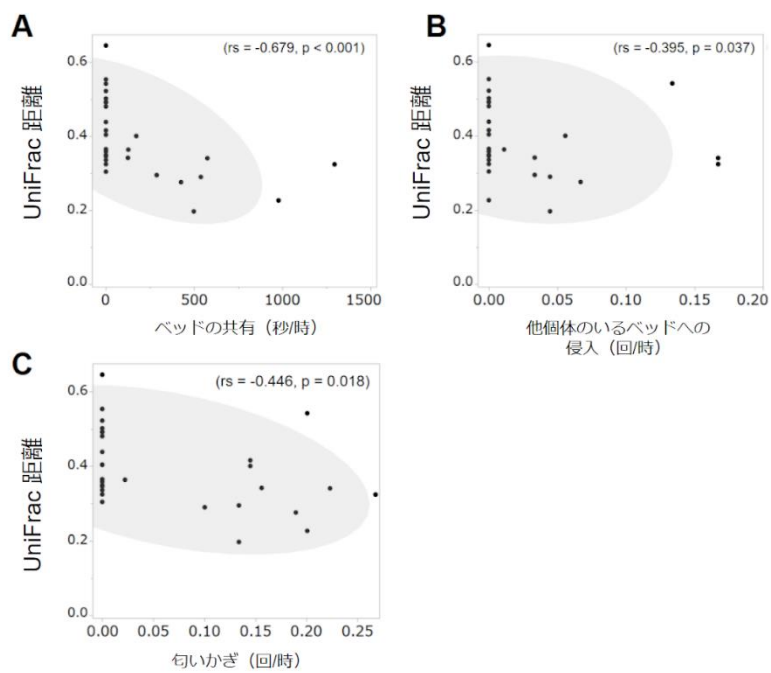 A
(rs = -0.679, p < 0.001)
UniFrac 距離
0.6
0.4
0.2
0.0
0
500
1000
1500
ベッドの共有（秒/時）
B
(rs = -0.395, p = 0.037)
UniFrac 距離
0.6
0.4
0.2
0.0
0.00
0.05
0.10
0.15
0.20
他個体のいるベッドへの
侵入（回/時）
C
(rs = -0.446, p = 0.018)
UniFrac 距離
0.6
0.4
0.2
0.0
0.00
0.05
0.10
0.15
0.20
0.25
匂いかぎ（回/時）